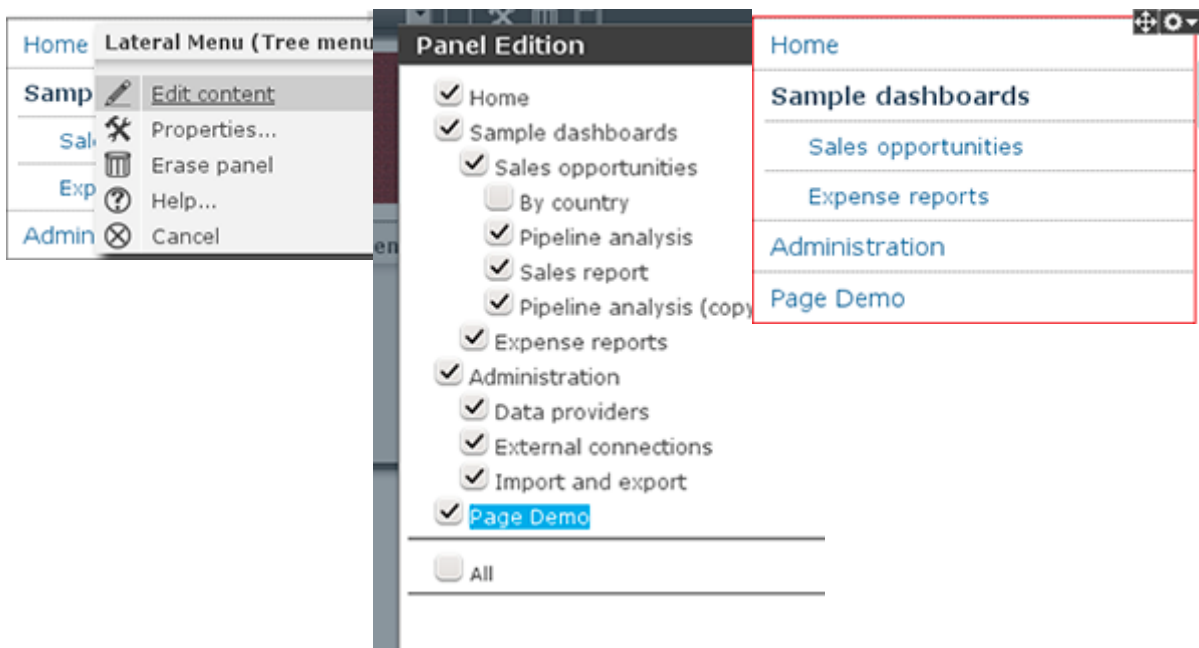 Home
Lateral Menu (Tree menu
Samp
Edit content
Properties...
Sal
Erase panel
Exp
Help...
Admin
Cancel
en
Panel Edition
Home
Sample dashboards
Sales opportunities
By country
Pipeline analysis
Sales report
Pipeline analysis (copy
Expense reports
Administration
Data providers
External connections
Import and export
Page Demo
All
Home
Sample dashboards
Sales opportunities
Expense reports
Administration
Page Demo